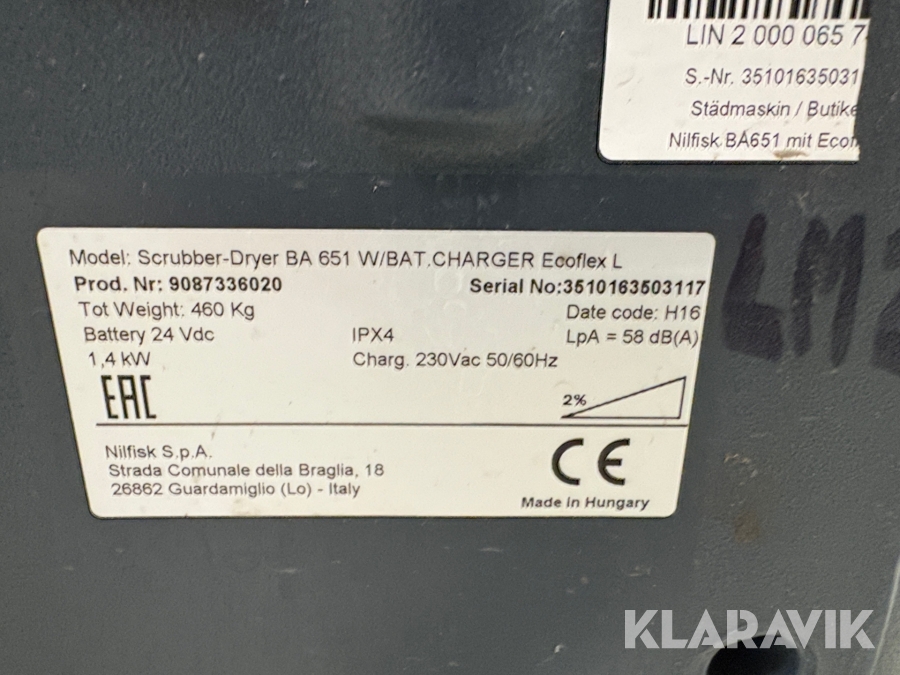 LIN 2 000 065 7
S.-Nr. 35101635031
Städmaskin / Butike
Nilfisk BA651 mit Ecof
Model: Scrubber-Dryer BA 651 W/BAT.CHARGER Ecoflex L
Prod. Nr: 9087336020 Serial No:3510163503117
Tot Weight: 460 Kg Date code: H16
Battery 24 Vdc IPX4 LpA = 58 dB(A)
1,4 kW Charg. 230Vac 50/60Hz
EAC 2%
Nilfisk S.p.A.
Strada Comunale della Braglia, 18
26862 Guardamiglio (Lo) - Italy
CE
Made in Hungary
LM2
KLARAVIK